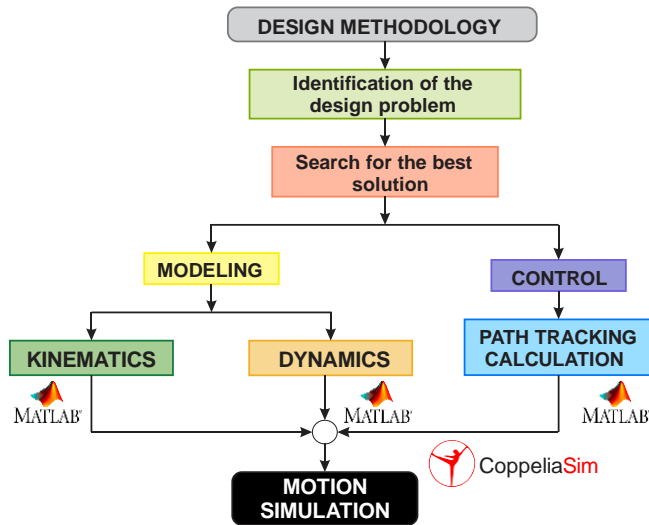 DESIGN METHODOLOGY
Identification of the
design problem
Search for the best
solution
MODELING
CONTROL
KINEMATICS
DYNAMICS
PATH TRACKING
CALCULATION
MATLAB®
MATLAB®
MATLAB®
CoppeliaSim
MOTION
SIMULATION